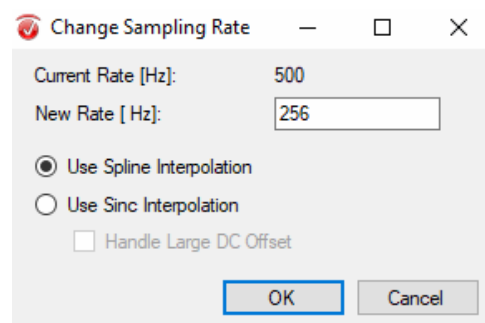 Change Sampling Rate
Current Rate [Hz]: 500
New Rate [ Hz]: 256
Use Spline Interpolation
Use Sinc Interpolation
Handle Large DC Offset
OK Cancel